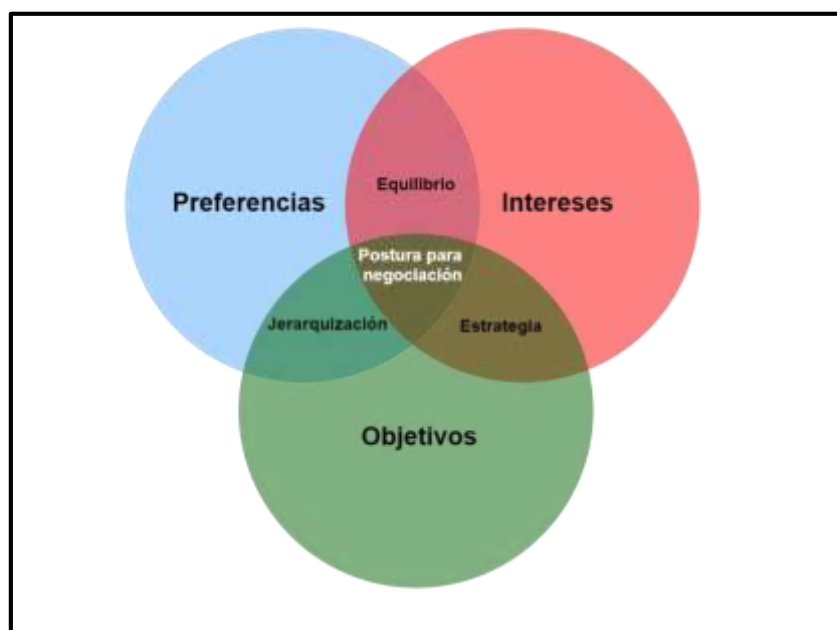 Equilibrio
Preferencias
Intereses
Postura para
negociación
Jerarquización
Estrategia
Objetivos